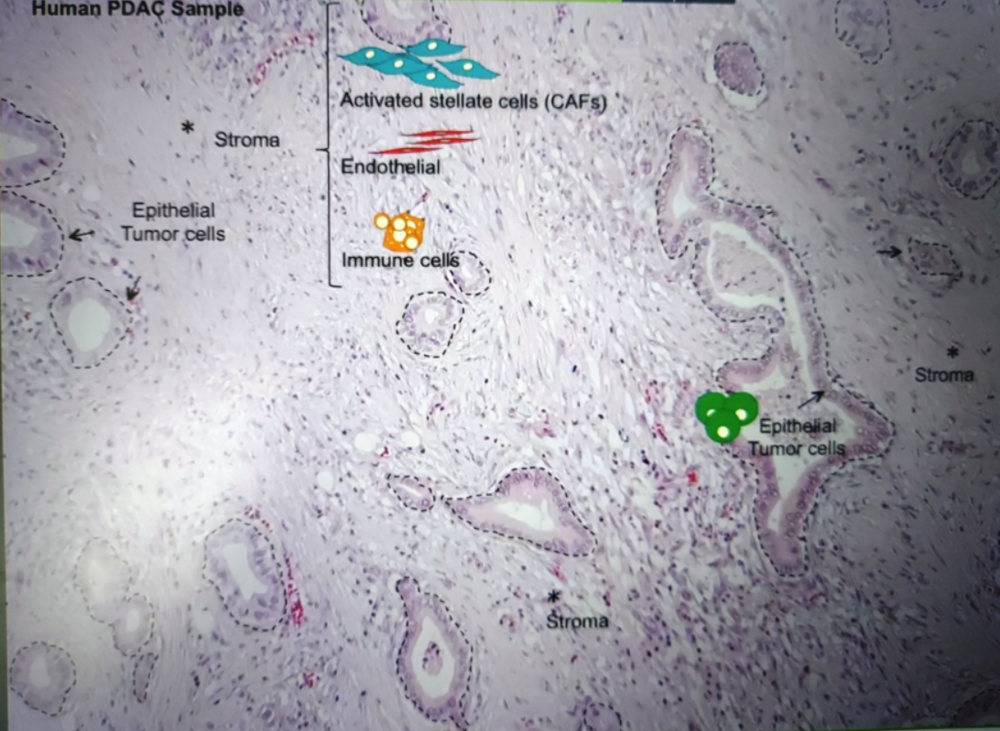 Human PDAC Sample
Activated stellate cells (CAFs)
* Stroma
Endothelial
Epithelial
Tumor cells
Immune cells
*
Stroma
Epithelial
Tumor cells
*
Stroma